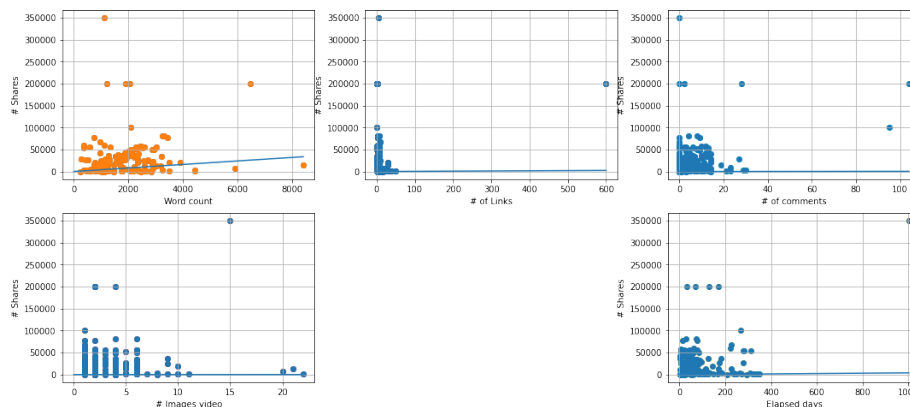 350000
300000
250000
200000
150000
100000
50000
0
# Shares
0 2000 4000 6000 8000
Word count
350000
300000
250000
200000
150000
100000
50000
0
# Shares
0 100 200 300 400 500 600
# of Links
350000
300000
250000
200000
150000
100000
50000
0
# Shares
0 20 40 60 80 100
# of comments
350000
300000
250000
200000
150000
100000
50000
0
# Shares
0 5 10 15 20
# Images video
350000
300000
250000
200000
150000
100000
50000
0
# Shares
0 200 400 600 800
Elapsed days